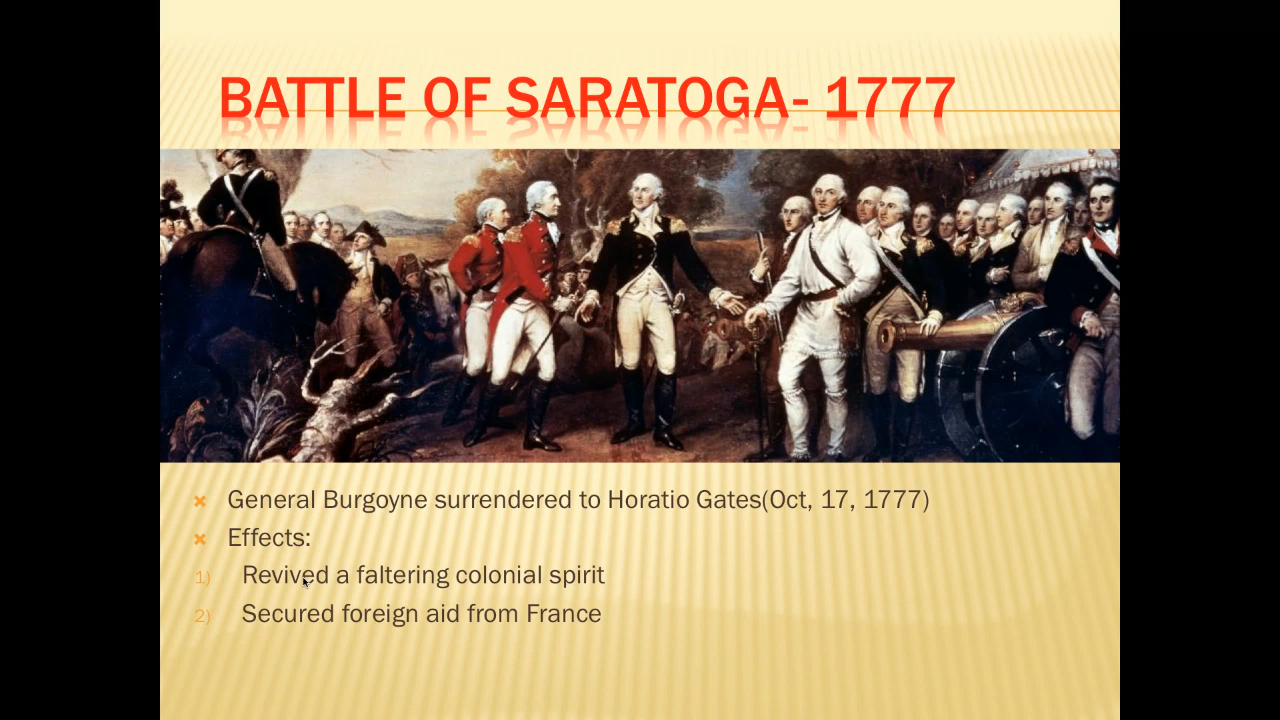 BATTLE OF SARATOGA- 1777
General Burgoyne surrendered to Horatio Gates(Oct, 17, 1777)
Effects:
1) Revived a faltering colonial spirit
2) Secured foreign aid from France